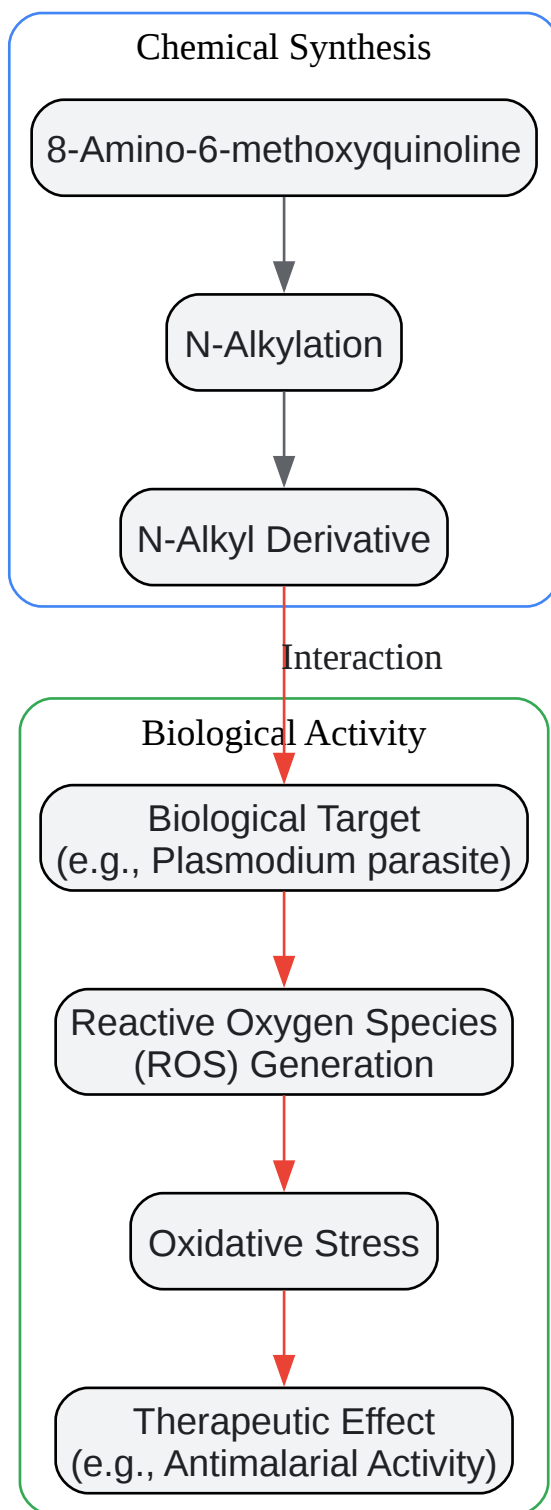 Chemical Synthesis
8-Amino-6-methoxyquinoline
N-Alkylation
N-Alkyl Derivative
Interaction
Biological Activity
Biological Target
(e.g., Plasmodium parasite)
Reactive Oxygen Species
(ROS) Generation
Oxidative Stress
Therapeutic Effect
(e.g., Antimalarial Activity)